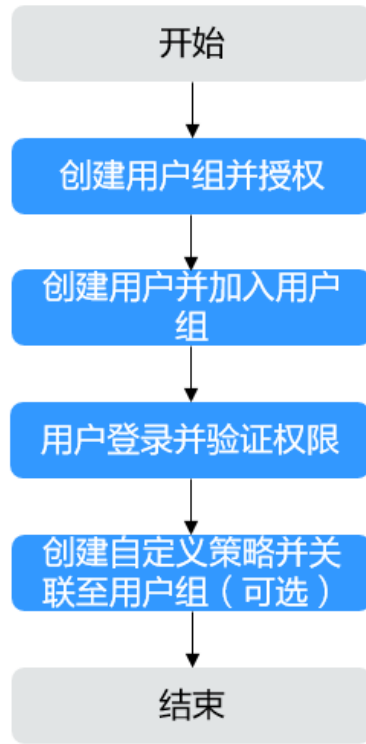 开始
创建用户组并授权
创建用户并加入用户
组
用户登录并验证权限
创建自定义策略并关
联至用户组（可选）
结束